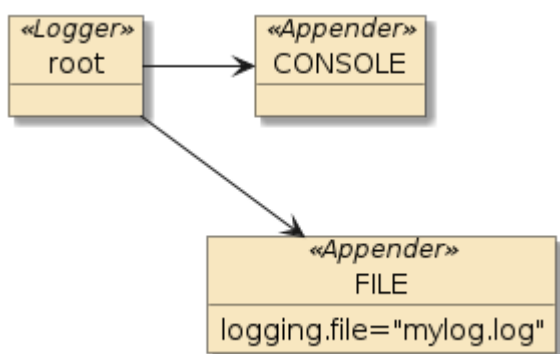 «Logger»
root
«Appender»
CONSOLE
«Appender»
FILE
logging.file="mylog.log"